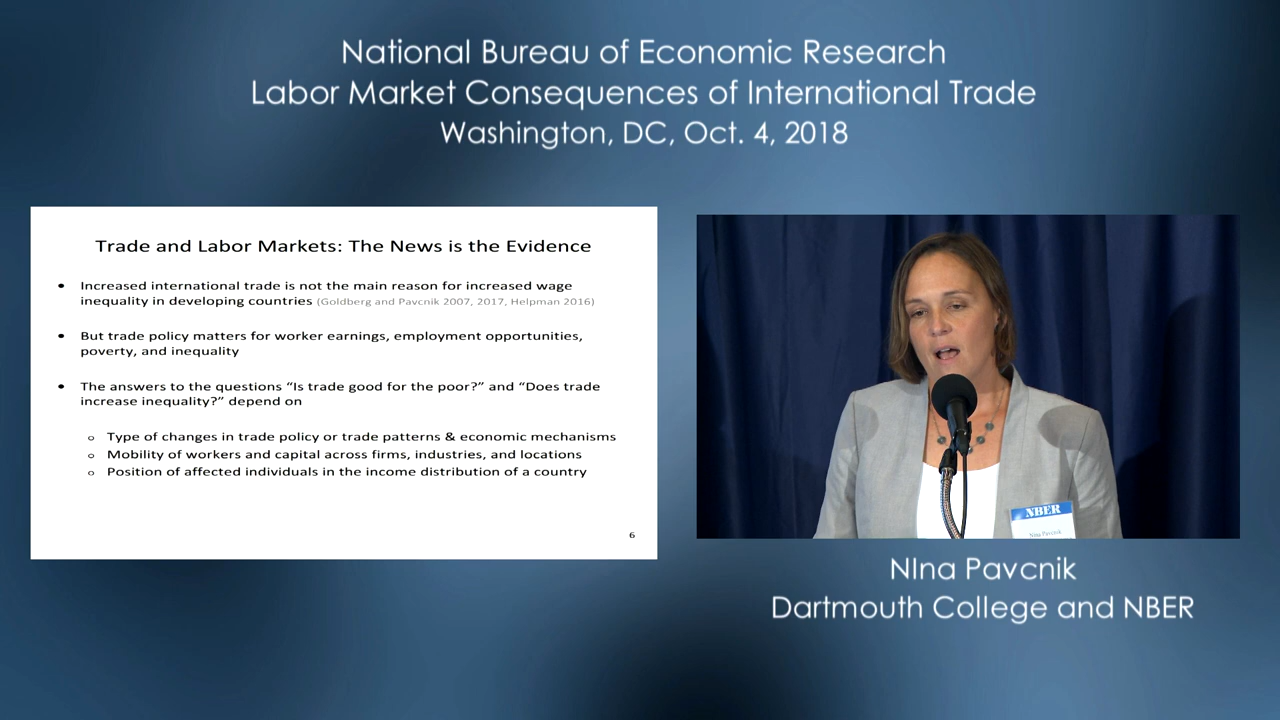 National Bureau of Economic Research
Labor Market Consequences of International Trade
Washington, DC, Oct. 4, 2018
Trade and Labor Markets: The News is the Evidence
• Increased international trade is not the main reason for increased wage
inequality in developing countries (Goldberg and Pavcnik 2007, 2017, Helpman 2016)
• But trade policy matters for worker earnings, employment opportunities,
poverty, and inequality
• The answers to the questions “Is trade good for the poor?” and “Does trade
increase inequality?” depend on
o Type of changes in trade policy or trade patterns & economic mechanisms
o Mobility of workers and capital across firms, industries, and locations
o Position of affected individuals in the income distribution of a country
6
NBER
Nina Pavcnik
NIna Pavcnik
Dartmouth College and NBER